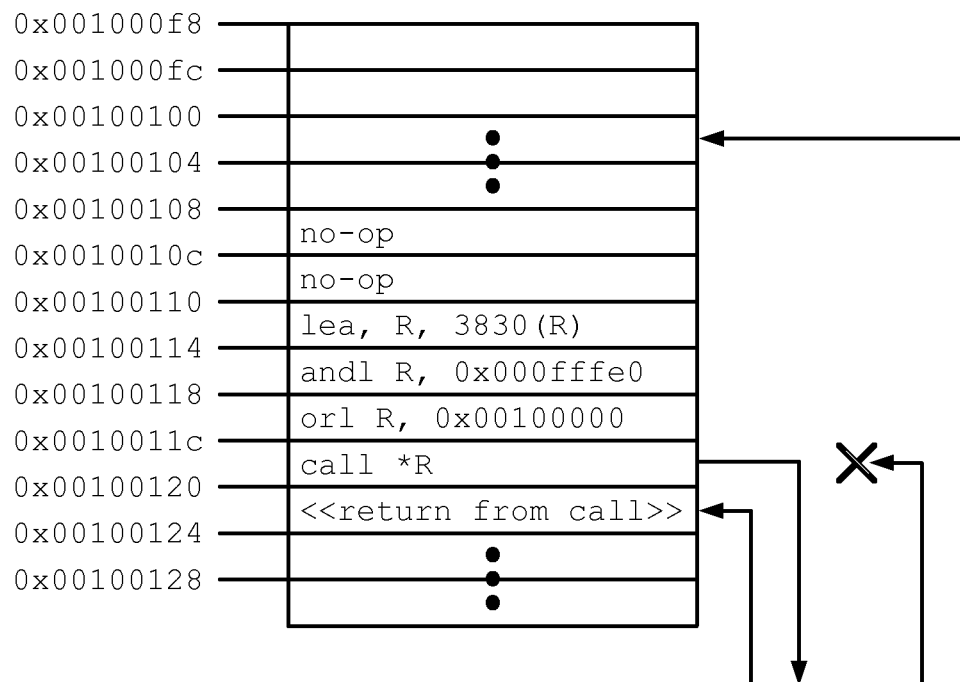 0x001000f8
0x001000fc
0x00100100
0x00100104
0x00100108
no-op
0x0010010c
no-op
0x00100110
lea, R, 3830(R)
0x00100114
andl R, 0x000fffe0
0x00100118
orl R, 0x00100000
0x0010011c
call *R
0x00100120
<<return from call>>
0x00100124
0x00100128